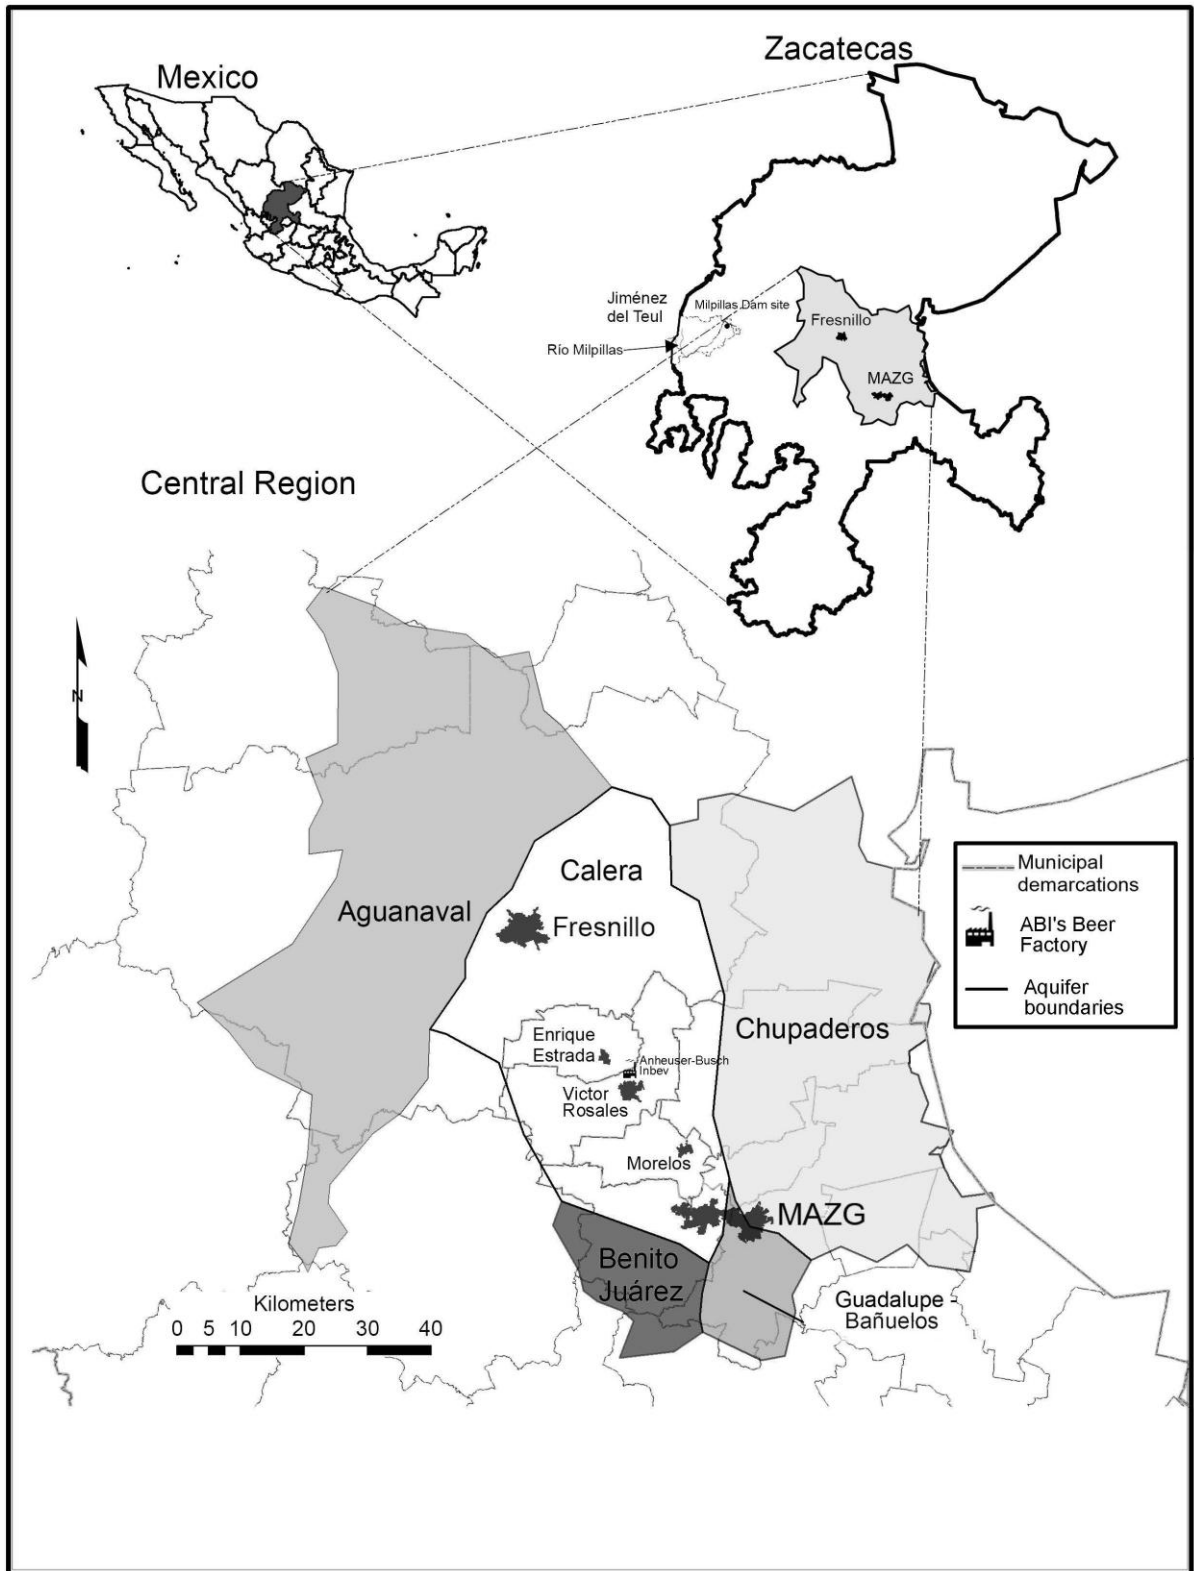 Zacatecas
Mexico
Jiménez
del Teul
Milpillas Dam site
Fresnillo
Río Milpillas
MAZG
Central Region
N
Municipal
demarcations
ABI's Beer
Factory
Aquifer
boundaries
Calera
Aguanaval
Fresnillo
Chupaderos
Enrique
Estrada
Anheuser-Busch
Inbev
Victor
Rosales
Morelos
MAZG
Benito
Juárez
Guadalupe -
Bañuelos
Kilometers
0 5 10 20 30 40